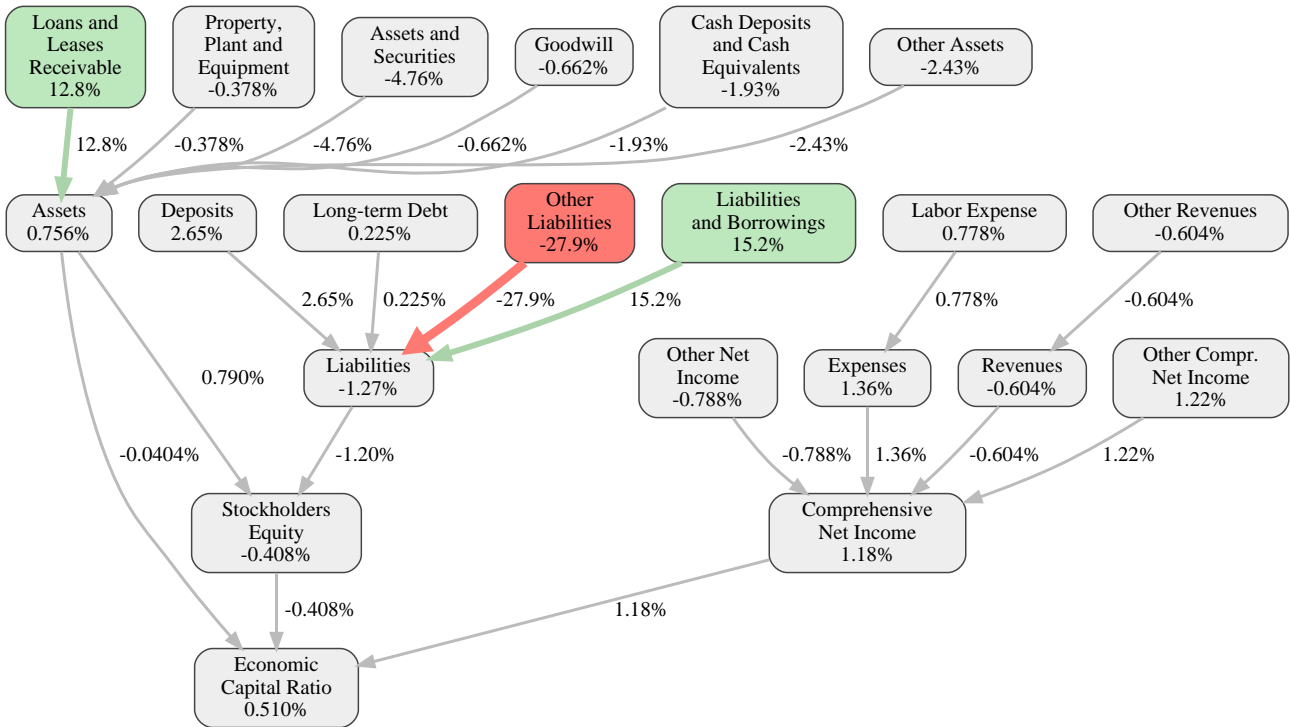 Loans and
Leases
Receivable
12.8%
Property,
Plant and
Equipment
-0.378%
Assets and
Securities
-4.76%
Goodwill
-0.662%
Cash Deposits
and Cash
Equivalents
-1.93%
Other Assets
-2.43%
12.8%
-0.378%
-4.76%
-0.662%
-1.93%
-2.43%
Assets
0.756%
Deposits
2.65%
Long-term Debt
0.225%
Other
Liabilities
-27.9%
Liabilities
and Borrowings
15.2%
Labor Expense
0.778%
Other Revenues
-0.604%
2.65%
0.225%
-27.9%
15.2%
0.778%
-0.604%
0.790%
Liabilities
-1.27%
Other Net
Income
-0.788%
Expenses
1.36%
Revenues
-0.604%
Other Compr.
Net Income
1.22%
-0.0404%
-1.20%
-0.788%
1.36%
-0.604%
1.22%
Stockholders
Equity
-0.408%
Comprehensive
Net Income
1.18%
-0.408%
1.18%
Economic
Capital Ratio
0.510%